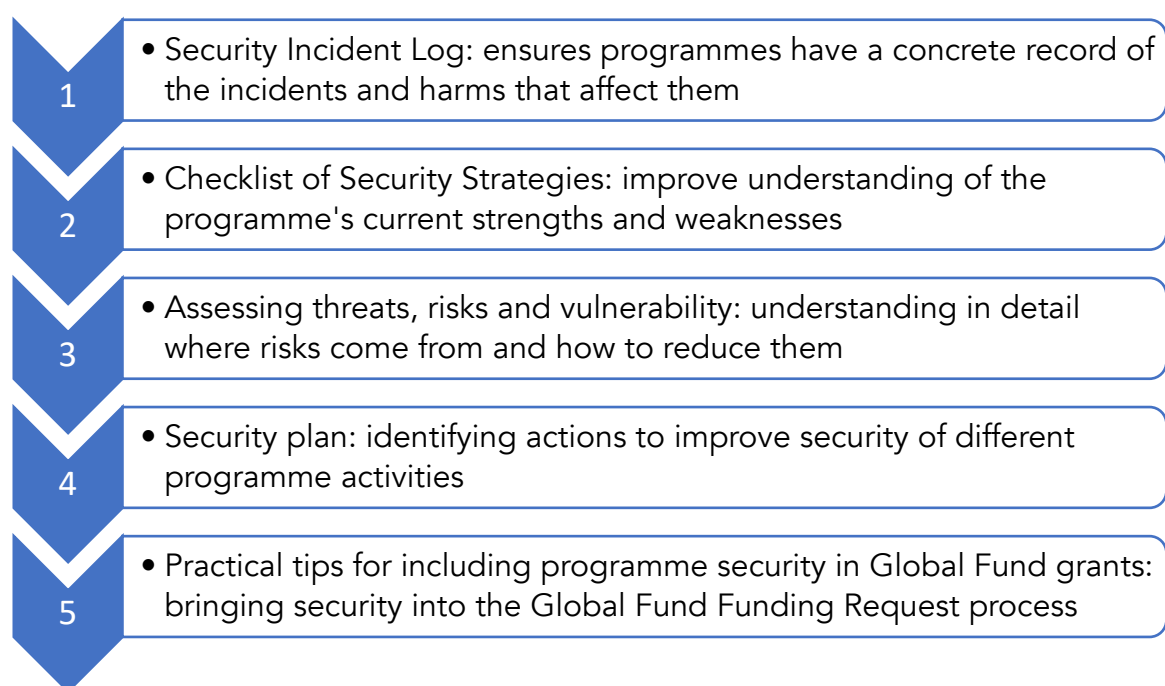 1
• Security Incident Log: ensures programmes have a concrete record of
the incidents and harms that affect them
2
• Checklist of Security Strategies: improve understanding of the
programme's current strengths and weaknesses
3
• Assessing threats, risks and vulnerability: understanding in detail
where risks come from and how to reduce them
4
• Security plan: identifying actions to improve security of different
programme activities
5
• Practical tips for including programme security in Global Fund grants:
bringing security into the Global Fund Funding Request process